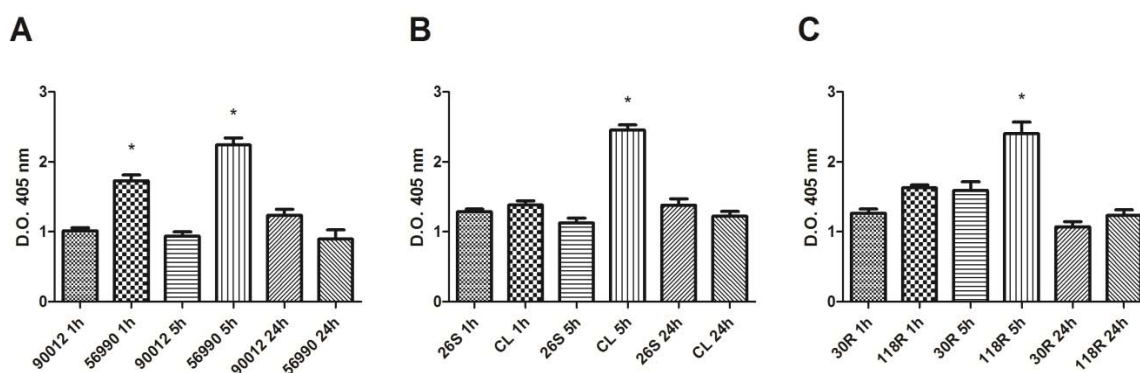 A
D.O. 405 nm
3
2
1
0
*
*
90012 1h
56990 1h
90012 5h
56990 5h
90012 24h
56990 24h
B
D.O. 405 nm
3
2
1
0
*
26S 1h
CL 1h
26S 5h
CL 5h
26S 24h
CL 24h
C
D.O. 405 nm
3
2
1
0
*
30R 1h
118R 1h
30R 5h
118R 5h
30R 24h
118R 24h